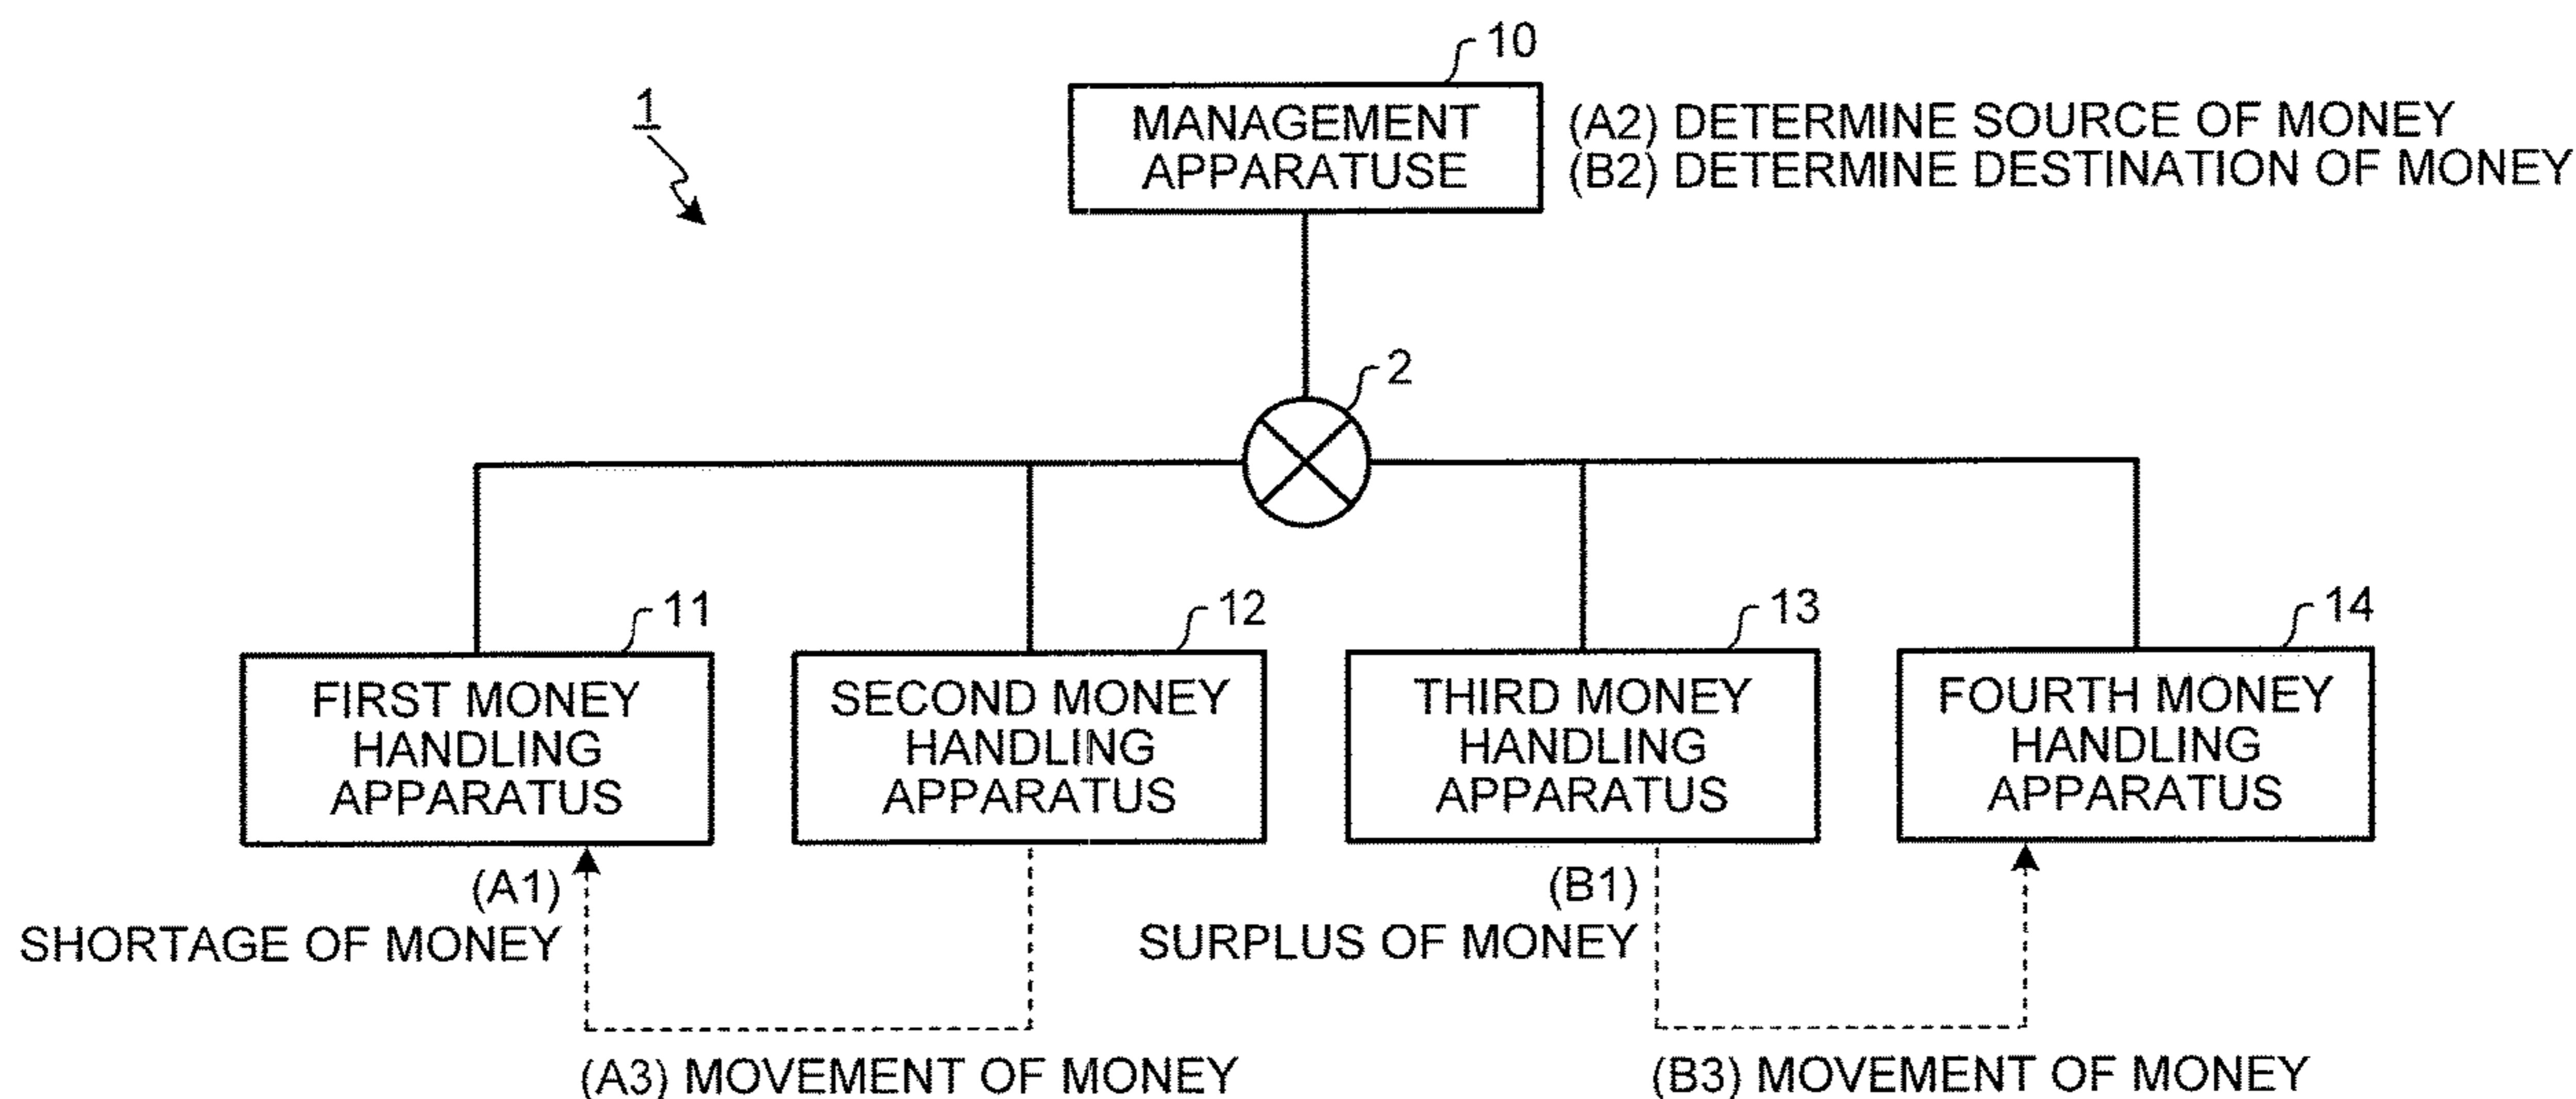 10
1
MANAGEMENT
APPARATUSE
(A2) DETERMINE SOURCE OF MONEY
(B2) DETERMINE DESTINATION OF MONEY
2
11
12
13
14
FIRST MONEY
HANDLING
APPARATUS
SECOND MONEY
HANDLING
APPARATUS
THIRD MONEY
HANDLING
APPARATUS
FOURTH MONEY
HANDLING
APPARATUS
(A1)
SHORTAGE OF MONEY
(B1)
SURPLUS OF MONEY
(A3) MOVEMENT OF MONEY
(B3) MOVEMENT OF MONEY